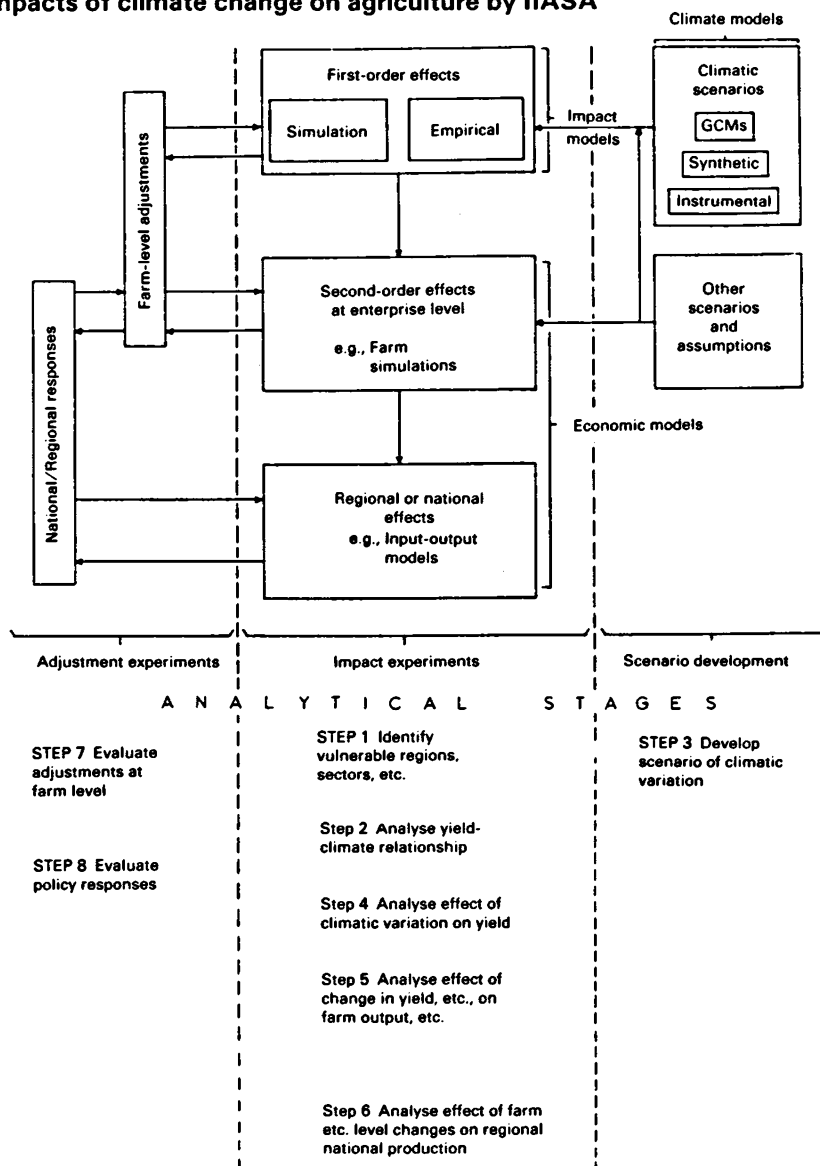 mpacts of climate change on agriculture by IIASA
Climate models
First-order effects
Simulation
Empirical
Impact
models
Climatic
scenarios
GCMs
Synthetic
Instrumental
Farm-level adjustments
National/Regional responses
Second-order effects
at enterprise level
e.g., Farm
simulations
Other
scenarios
and
assumptions
Economic models
Regional or national
effects
e.g., Input-output
models
Adjustment experiments
Impact experiments
Scenario development
A N A L Y T I C A L S T A G E S
STEP 7 Evaluate
adjustments at
farm level
STEP 8 Evaluate
policy responses
STEP 1 Identify
vulnerable regions,
sectors, etc.
Step 2 Analyse yield-
climate relationship
Step 4 Analyse effect of
climatic variation on yield
Step 5 Analyse effect of
change in yield, etc., on
farm output, etc.
Step 6 Analyse effect of farm
etc. level changes on regional
national production
STEP 3 Develop
scenario of climatic
variation